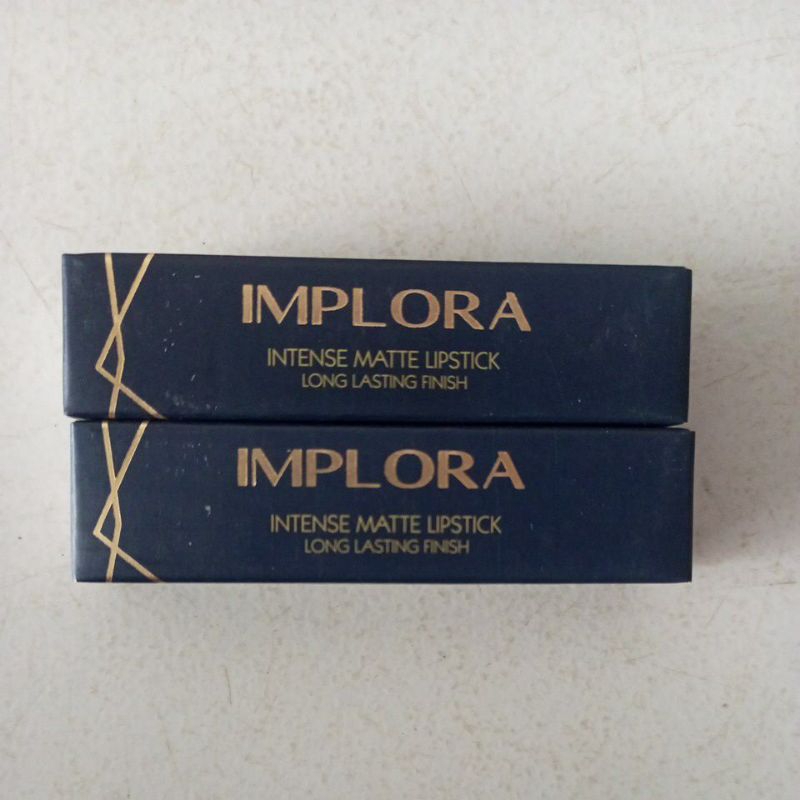 IMPLORA
INTENSE MATTE LIPSTICK
LONG LASTING FINISH
IMPLORA
INTENSE MATTE LIPSTICK
LONG LASTING FINISH